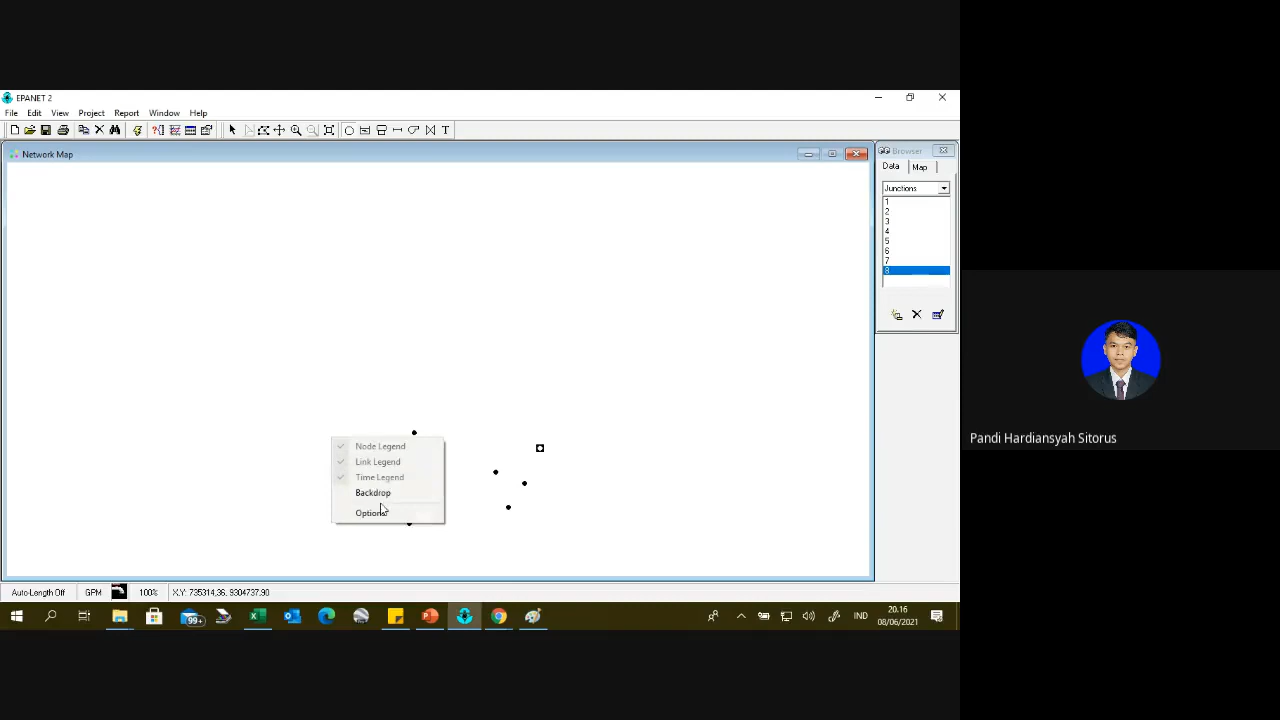 EPANET 2
File Edit View Project Report Window Help
T
Network Map
Browser
Data Map
Junctions
1
2
3
4
5
6
7
8
Node Legend
Link Legend
Time Legend
Backdrop
Options
Pandi Hardiansyah Sitorus
Auto-Length Off GPM 100% X,Y: 735314,36, 9304737,90
99+
IND
20.16
08/06/2021